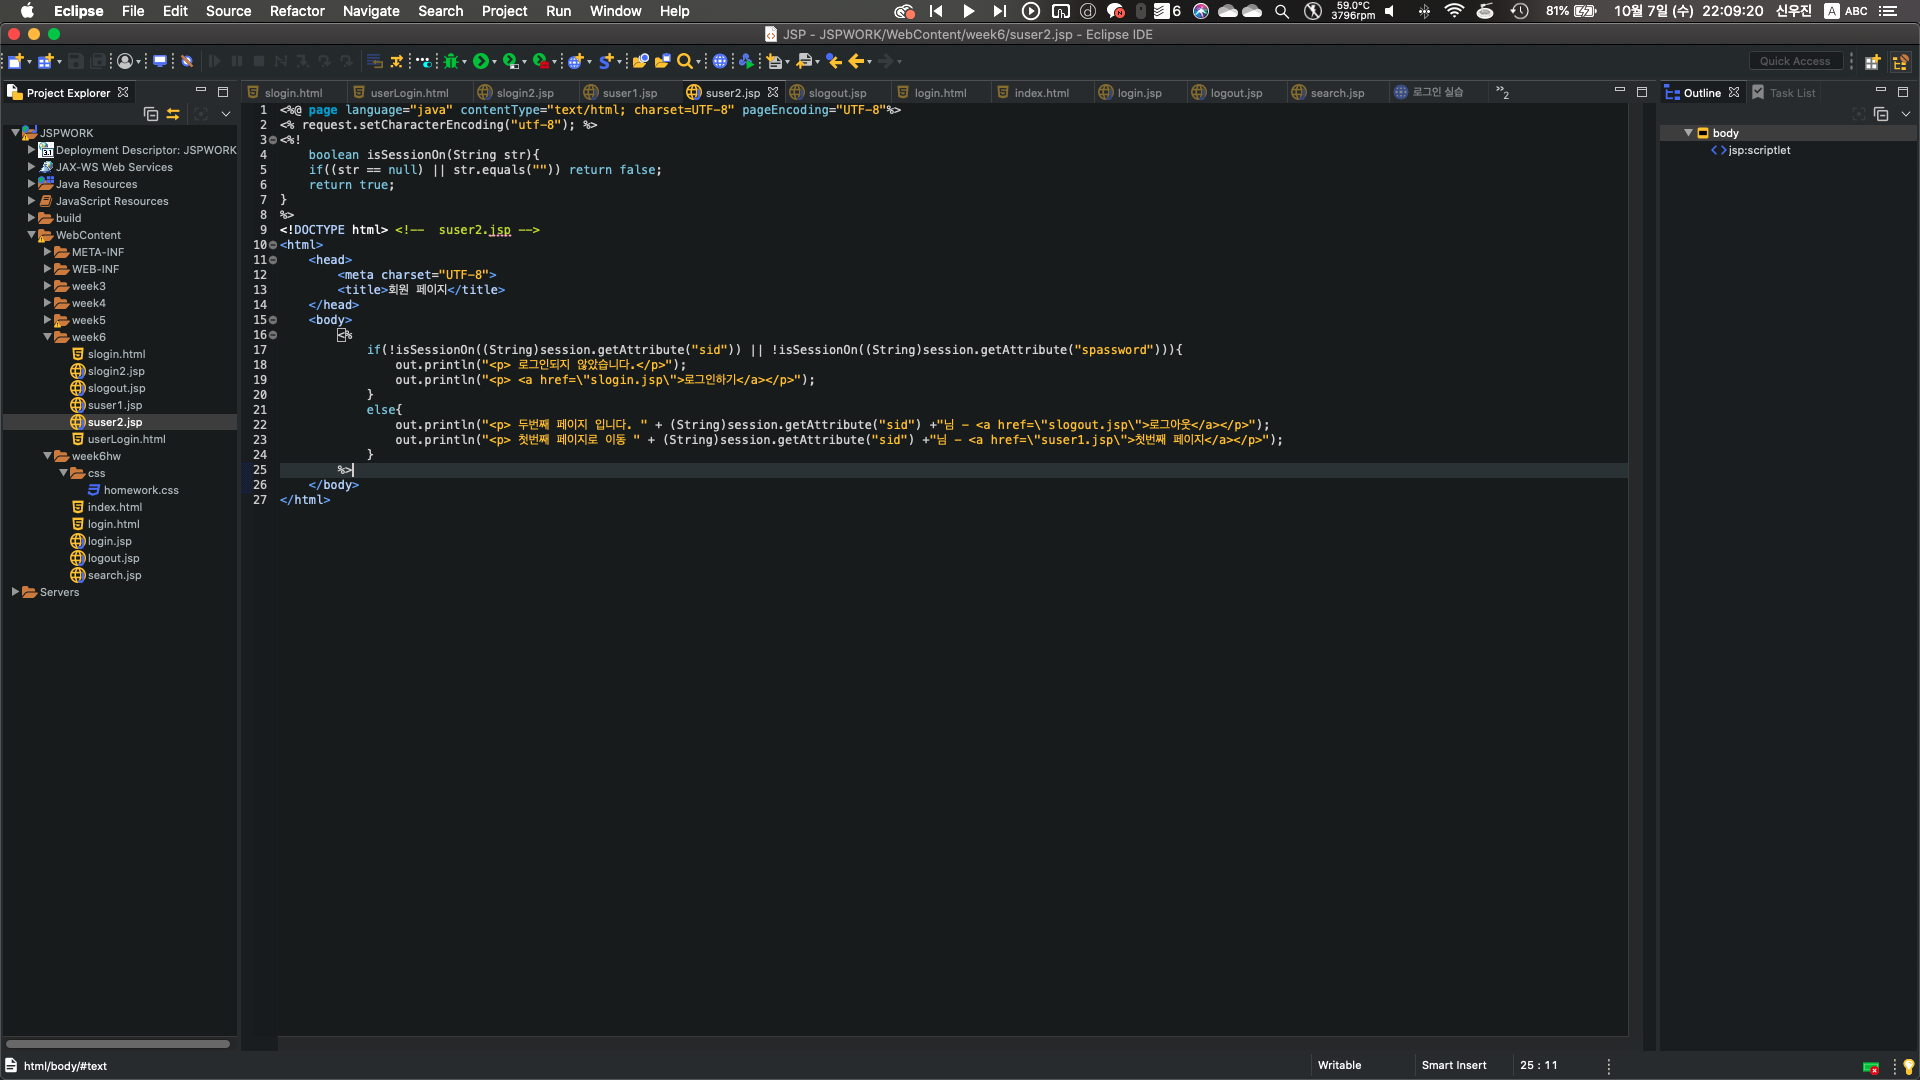 Eclipse File Edit Source Refactor Navigate Search Project Run Window Help 6 59.0°C 3796rpm 81% 10월 7일 (수) 22:09:20 신우진 A ABC
JSP - JSPWORK/WebContent/week6/suser2.jsp - Eclipse IDE
Quick Access
Project Explorer
slogin.html userLogin.html slogin2.jsp suser1.jsp suser2.jsp slogout.jsp login.html index.html login.jsp logout.jsp search.jsp 로그인 실습 »2
Outline Task List
JSPWORK
Deployment Descriptor: JSPWORK
JAX-WS Web Services
Java Resources
JavaScript Resources
build
WebContent
META-INF
WEB-INF
week3
week4
week5
week6
slogin.html
slogin2.jsp
slogout.jsp
suser1.jsp
suser2.jsp
userLogin.html
week6hw
css
homework.css
index.html
login.html
login.jsp
logout.jsp
search.jsp
Servers
1 <%@ page language="java" contentType="text/html; charset=UTF-8" pageEncoding="UTF-8"%>
2 <% request.setCharacterEncoding("utf-8"); %>
3 <%!
4 boolean isSessionOn(String str){
5 if((str == null) || str.equals("")) return false;
6 return true;
7 }
8 %>
9 <!DOCTYPE html> <!-- suser2.jsp -->
10 <html>
11 <head>
12 <meta charset="UTF-8">
13 <title>회원 페이지</title>
14 </head>
15 <body>
16 <%
17 if(!isSessionOn((String)session.getAttribute("sid")) || !isSessionOn((String)session.getAttribute("spassword"))){
18 out.println("<p> 로그인되지 않았습니다.</p>");
19 out.println("<p> <a href=\"slogin.jsp\">로그인하기</a></p>");
20 }
21 else{
22 out.println("<p> 두번째 페이지 입니다. " + (String)session.getAttribute("sid") +"님 - <a href=\"slogout.jsp\">로그아웃</a></p>");
23 out.println("<p> 첫번째 페이지로 이동 " + (String)session.getAttribute("sid") +"님 - <a href=\"suser1.jsp\">첫번째 페이지</a></p>");
24 }
25 %>
26 </body>
27 </html>
body
jsp:scriptlet
html/body/#text
Writable
Smart Insert
25 : 11